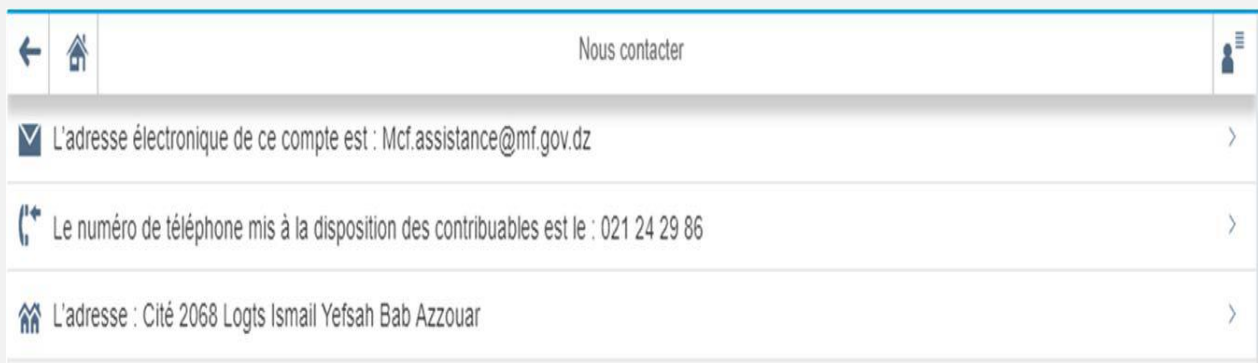 Nous contacter
L'adresse électronique de ce compte est : Mcf.assistance@mf.gov.dz
Le numéro de téléphone mis à la disposition des contribuables est le : 021 24 29 86
L'adresse : Cité 2068 Logts Ismail Yefsah Bab Azzouar